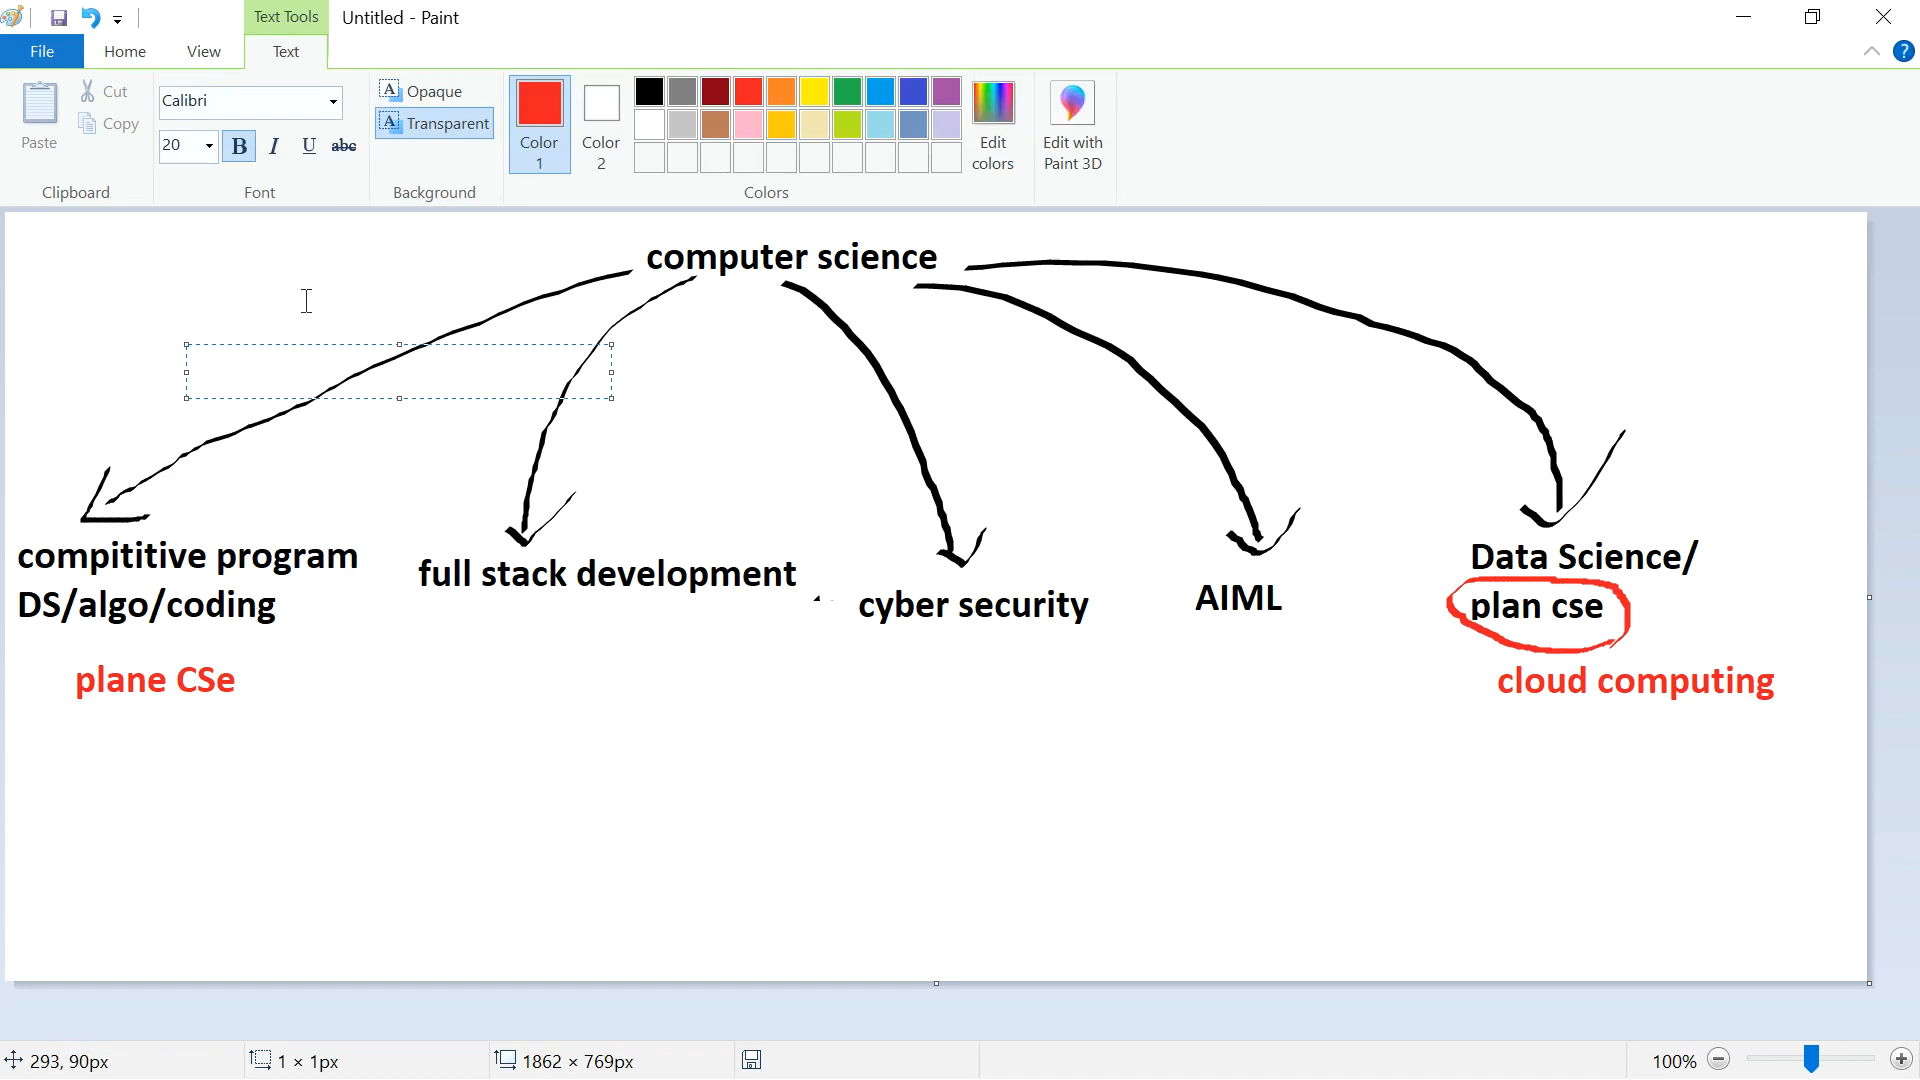 Text Tools
Untitled - Paint
File
Home
View
Text
?
Paste
Cut
Copy
Clipboard
Calibri
20
B I U abc
Font
A Opaque
A Transparent
Background
Color 1
Color 2
Colors
Edit colors
Edit with Paint 3D
computer science
compititive program
DS/algo/coding
plane CSe
full stack development
cyber security
AIML
Data Science/
plan cse
cloud computing
293, 90px
1 × 1px
1862 × 769px
100%